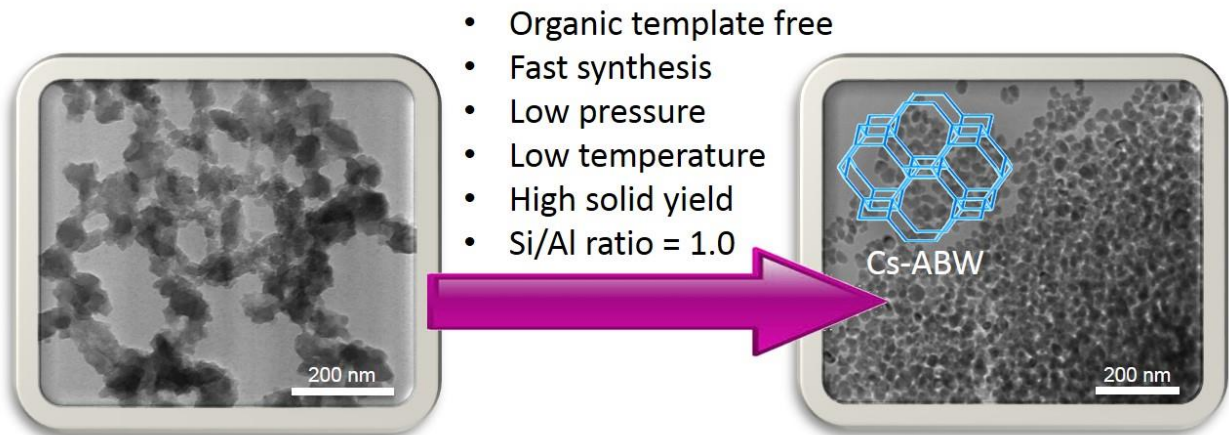 • Organic template free
• Fast synthesis
• Low pressure
• Low temperature
• High solid yield
• Si/Al ratio = 1.0
200 nm
Cs-ABW
200 nm